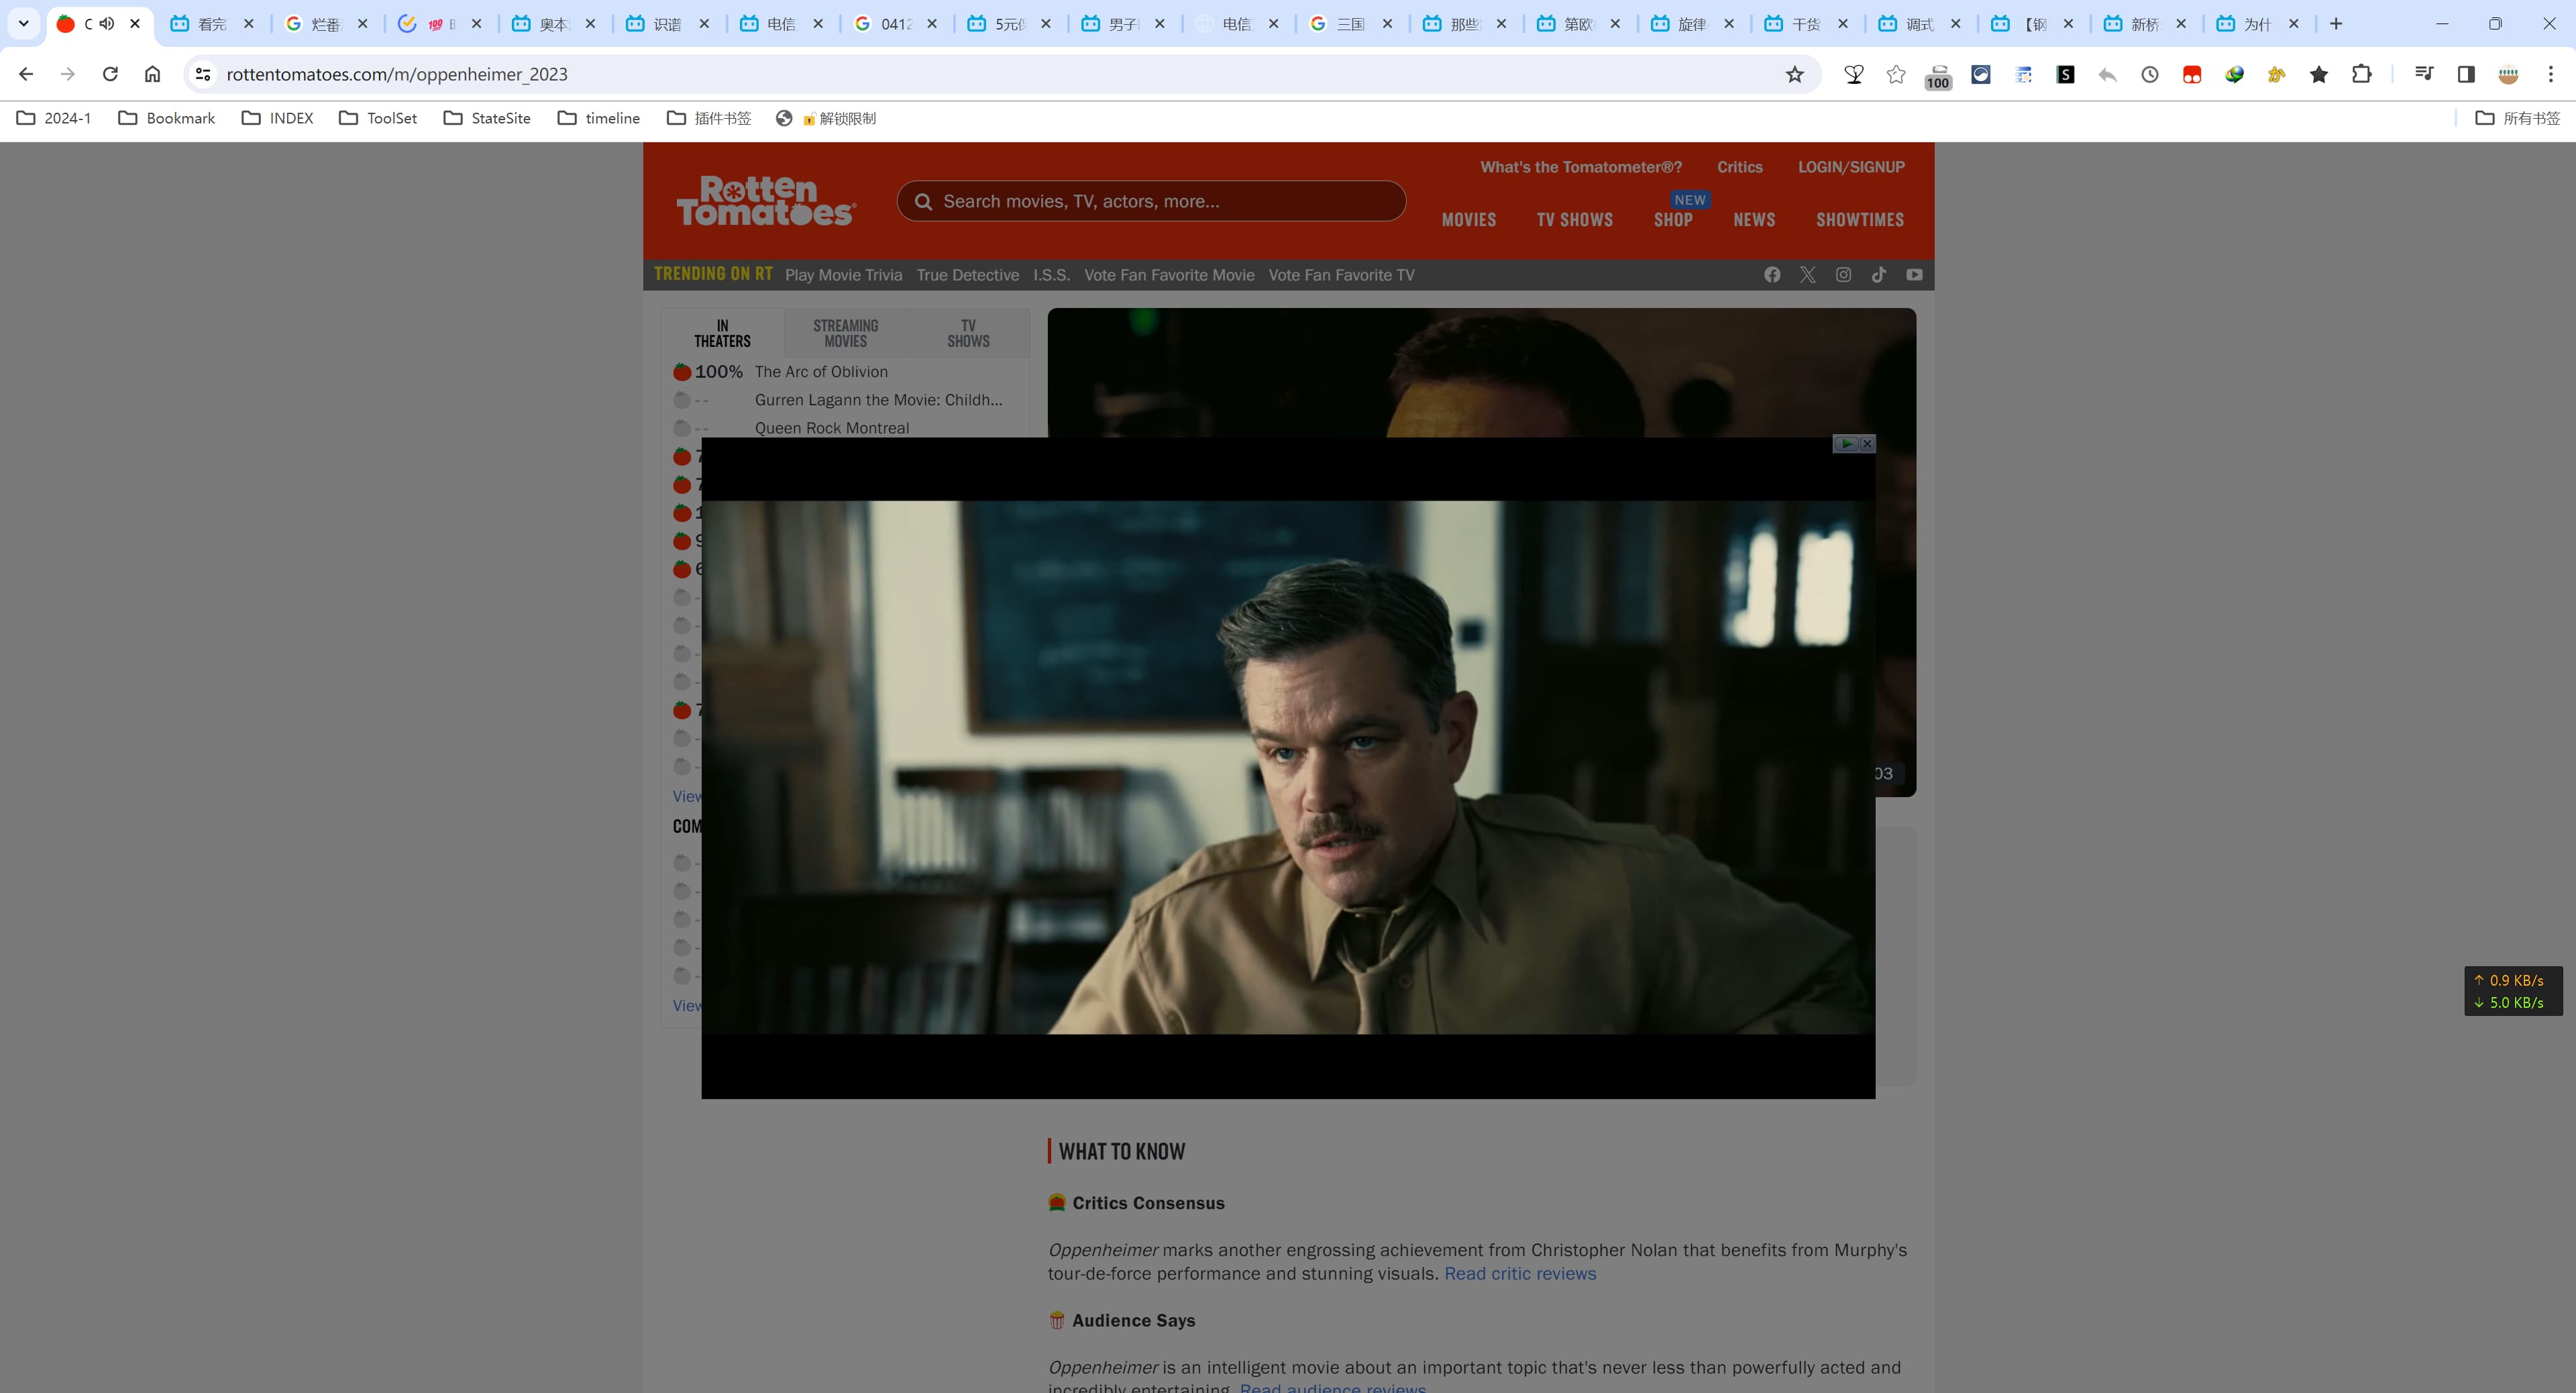 C
看完
烂番
💯 B
奥本
识谱
电信
0412
5元
男子
电信
三国
那些
第欧
旋律
干货
调式
【钢
新桥
为什
rottentomatoes.com/m/oppenheimer_2023
100
2024-1
Bookmark
INDEX
ToolSet
StateSite
timeline
插件书签
🔓解锁限制
所有书签
What's the Tomatometer®?
Critics
LOGIN/SIGNUP
Rotten
Tomatoes®
Search movies, TV, actors, more...
NEW
MOVIES
TV SHOWS
SHOP
NEWS
SHOWTIMES
TRENDING ON RT
Play Movie Trivia
True Detective
I.S.S.
Vote Fan Favorite Movie
Vote Fan Favorite TV
IN
THEATERS
STREAMING
MOVIES
TV
SHOWS
100% The Arc of Oblivion
- - Gurren Lagann the Movie: Childh...
- - Queen Rock Montreal
View
COM
View
03
WHAT TO KNOW
Critics Consensus
Oppenheimer marks another engrossing achievement from Christopher Nolan that benefits from Murphy's
tour-de-force performance and stunning visuals. Read critic reviews
Audience Says
Oppenheimer is an intelligent movie about an important topic that's never less than powerfully acted and
incredibly entertaining. Read audience reviews
↑ 0.9 KB/s
↓ 5.0 KB/s